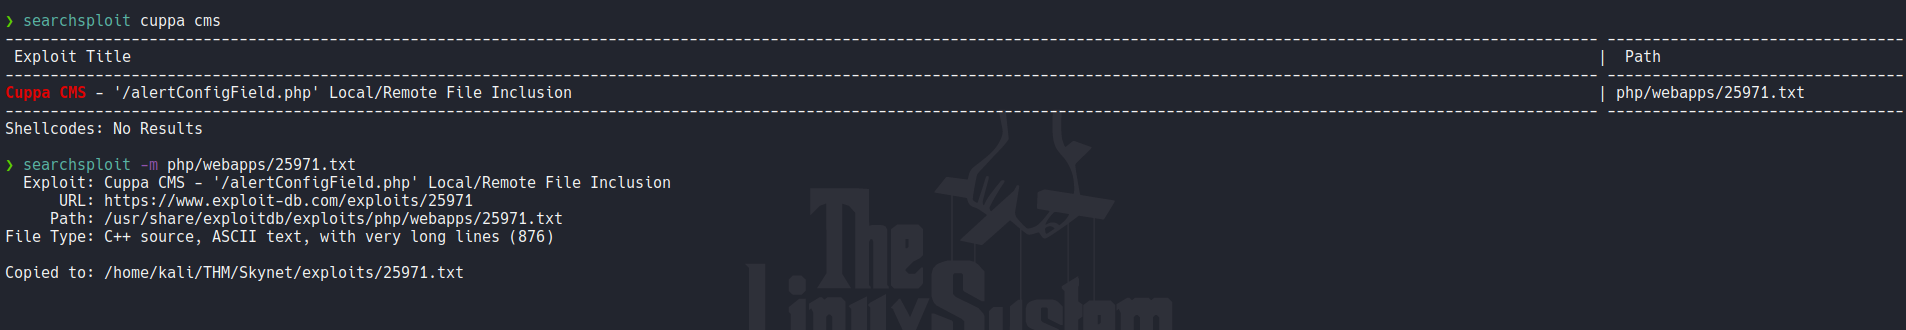 ❯ searchsploit cuppa cms
Exploit Title | Path
Cuppa CMS - '/alertConfigField.php' Local/Remote File Inclusion | php/webapps/25971.txt
Shellcodes: No Results
❯ searchsploit -m php/webapps/25971.txt
Exploit: Cuppa CMS - '/alertConfigField.php' Local/Remote File Inclusion
URL: https://www.exploit-db.com/exploits/25971
Path: /usr/share/exploitdb/exploits/php/webapps/25971.txt
File Type: C++ source, ASCII text, with very long lines (876)
Copied to: /home/kali/THM/Skynet/exploits/25971.txt
The
LinuxSystem